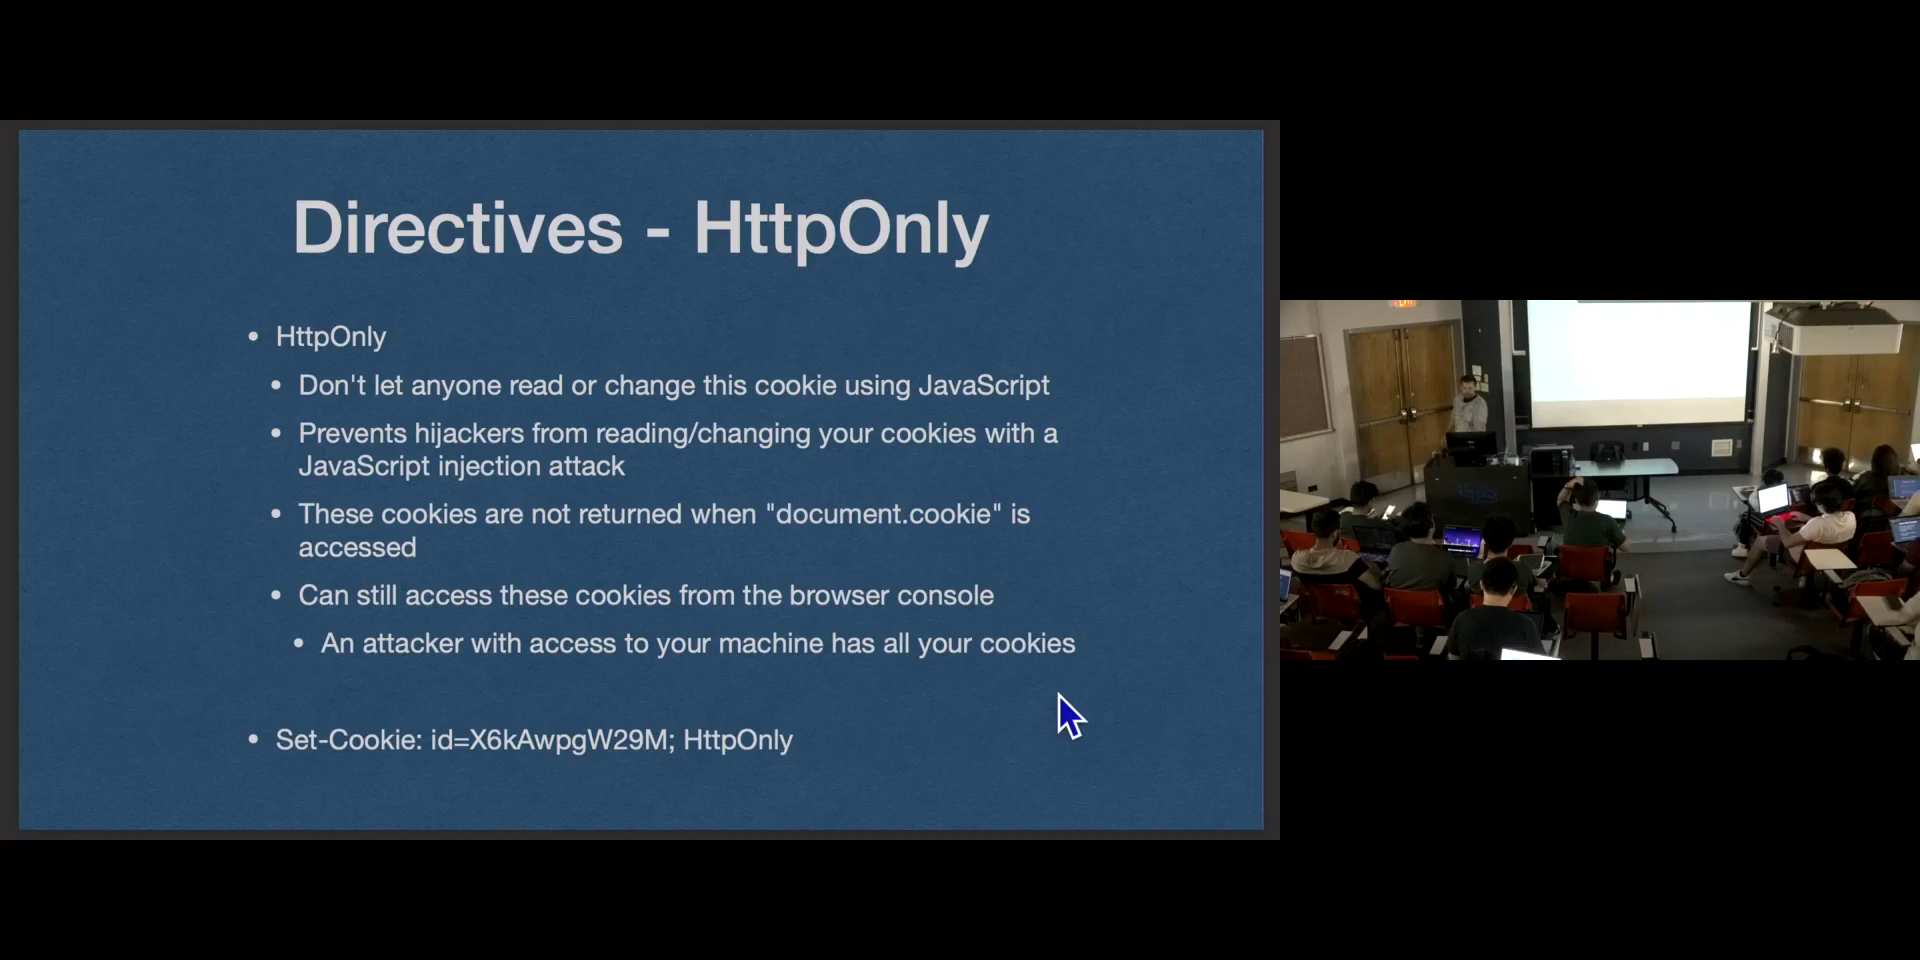 Directives - HttpOnly
• HttpOnly
• Don't let anyone read or change this cookie using JavaScript
• Prevents hijackers from reading/changing your cookies with a
JavaScript injection attack
• These cookies are not returned when "document.cookie" is
accessed
• Can still access these cookies from the browser console
• An attacker with access to your machine has all your cookies
• Set-Cookie: id=X6kAwpgW29M; HttpOnly